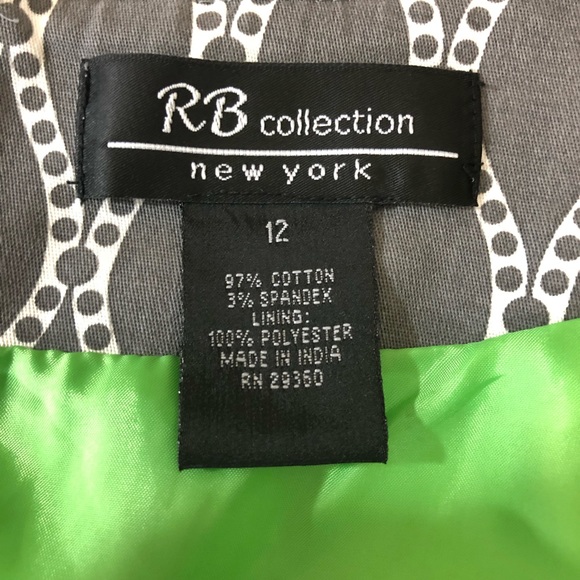 RB collection
new york
12
97% COTTON
3% SPANDEX
LINING:
100% POLYESTER
MADE IN INDIA
RN 29360